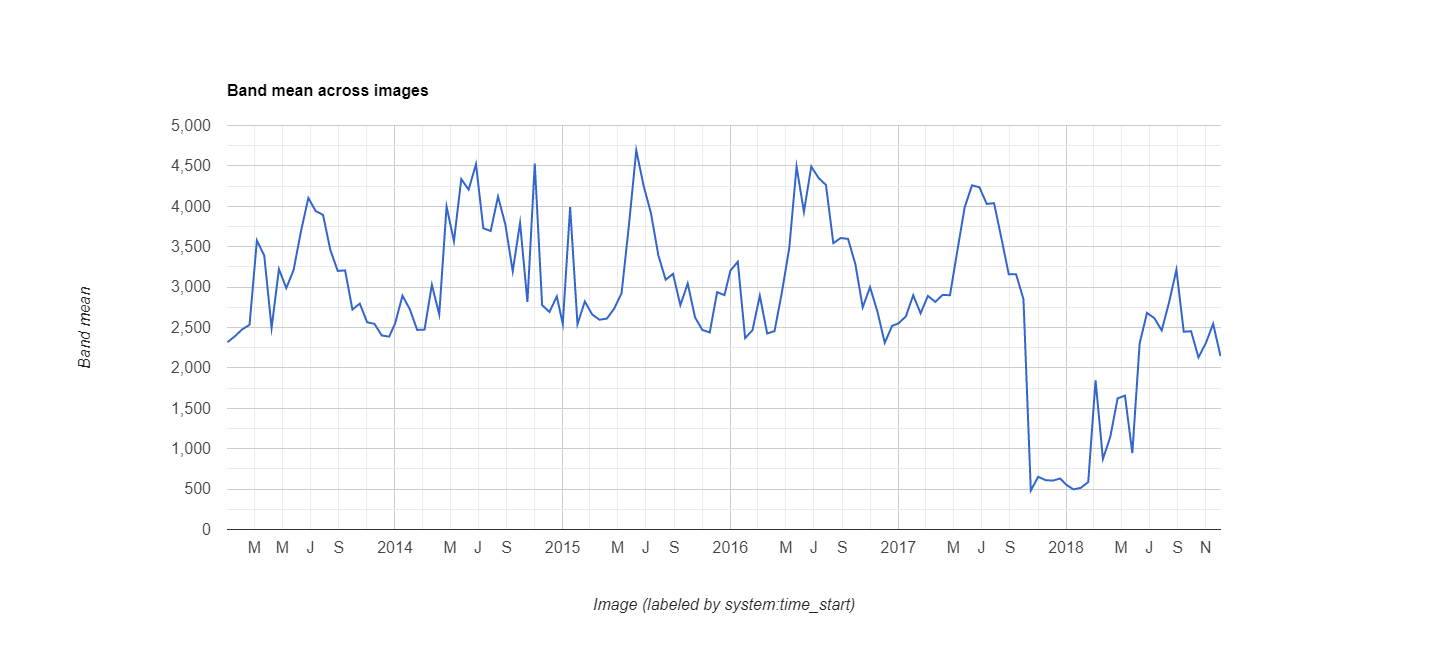 Band mean across images
5,000
4,500
4,000
3,500
3,000
2,500
2,000
1,500
1,000
500
0
Band mean
M M J S 2014 M J S 2015 M J S 2016 M J S 2017 M J S 2018 M J S N
Image (labeled by system:time_start)